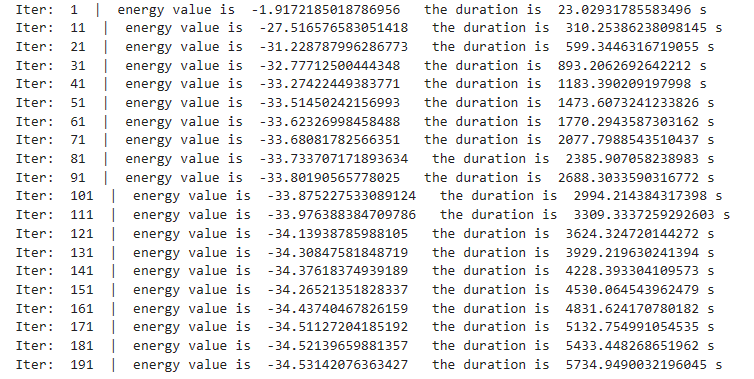 Iter:  1  |   energy value is  -1.9172185018786956   the duration is  23.02931785583496 s
Iter:  11  |   energy value is  -27.516576583051418   the duration is  310.25386238098145 s
Iter:  21  |   energy value is  -31.228787996286773   the duration is  599.3446316719055 s
Iter:  31  |   energy value is  -32.77712500444348   the duration is  893.2062692642212 s
Iter:  41  |   energy value is  -33.27422449383771   the duration is  1183.390209197998 s
Iter:  51  |   energy value is  -33.51450242156993   the duration is  1473.6073241233826 s
Iter:  61  |   energy value is  -33.62326998458488   the duration is  1770.2943587303162 s
Iter:  71  |   energy value is  -33.68081782566351   the duration is  2077.7988543510437 s
Iter:  81  |   energy value is  -33.733707171893634   the duration is  2385.907058238983 s
Iter:  91  |   energy value is  -33.80190565778025   the duration is  2688.3033590316772 s
Iter:  101  |   energy value is  -33.875227533089124   the duration is  2994.214384317398 s
Iter:  111  |   energy value is  -33.976388384709786   the duration is  3309.3337259292603 s
Iter:  121  |   energy value is  -34.13938785988105   the duration is  3624.324720144272 s
Iter:  131  |   energy value is  -34.30847581848719   the duration is  3929.219630241394 s
Iter:  141  |   energy value is  -34.37618374939189   the duration is  4228.393304109573 s
Iter:  151  |   energy value is  -34.26521351828337   the duration is  4530.064543962479 s
Iter:  161  |   energy value is  -34.43740467826159   the duration is  4831.624170780182 s
Iter:  171  |   energy value is  -34.51127204185192   the duration is  5132.754991054535 s
Iter:  181  |   energy value is  -34.52139659881357   the duration is  5433.448268651962 s
Iter:  191  |   energy value is  -34.53142076363427   the duration is  5734.9490032196045 s